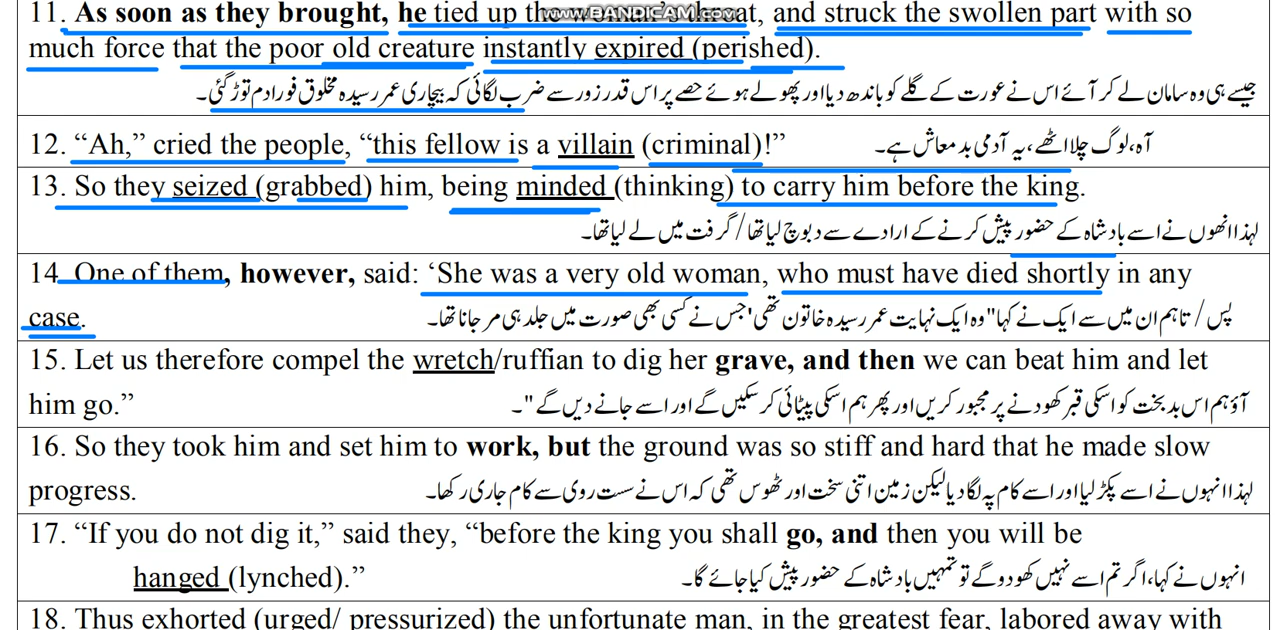 www.BANDICAM.com
11. As soon as they brought, he tied up the woman's throat, and struck the swollen part with so
much force that the poor old creature instantly expired (perished).
جیسے ہی وہ سامان لے کر آئے اس نے عورت کے گلے کو باندھ دیا اور پھولے ہوئے حصے پر اس قدر زور سے ضرب لگائی کہ بیچاری عمر رسیدہ مخلوق فورا دم توڑ گئی۔
12. “Ah,” cried the people, “this fellow is a villain (criminal)!” آہ، لوگ چلا اٹھے، یہ آدمی بد معاش ہے۔
13. So they seized (grabbed) him, being minded (thinking) to carry him before the king.
لہذا انھوں نے اسے بادشاہ کے حضور پیش کرنے کے ارادے سے دبوچ لیا تھا/ گرفت میں لے لیا تھا۔
14. One of them, however, said: ‘She was a very old woman, who must have died shortly in any
case. پس/ تاہم ان میں سے ایک نے کہا "وہ ایک نہایت عمر رسیدہ خاتون تھی' جس نے کسی بھی صورت میں جلد ہی مر جانا تھا۔
15. Let us therefore compel the wretch/ruffian to dig her grave, and then we can beat him and let
him go.” آؤ ہم اس بد بخت کو اسکی قبر کھودنے پر مجبور کریں اور پھر ہم اسکی پیٹائی کر سکیں گے اور اسے جانے دیں گے"۔
16. So they took him and set him to work, but the ground was so stiff and hard that he made slow
progress. لہذا انہوں نے اسے پکڑ لیا اور اسے کام پہ لگا دیا لیکن زمین اتنی سخت اور ٹھوس تھی کہ اس نے سست روی سے کام جاری رکھا۔
17. “If you do not dig it,” said they, “before the king you shall go, and then you will be
hanged (lynched).” انہوں نے کہا، اگر تم اسے نہیں کھودو گے تو تمہیں بادشاہ کے حضور پیش کیا جائے گا۔
18. Thus exhorted (urged/ pressurized) the unfortunate man, in the greatest fear, labored away with